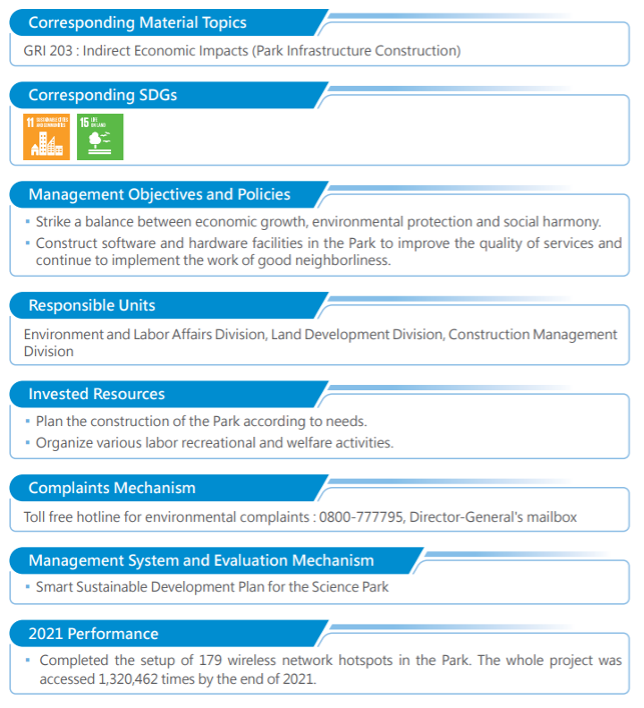 Corresponding Material Topics
GRI 203 : Indirect Economic Impacts (Park Infrastructure Construction)
Corresponding SDGs
11 SUSTAINABLE CITIES
AND COMMUNITIES
15 LIFE
ON LAND
Management Objectives and Policies
▪ Strike a balance between economic growth, environmental protection and social harmony.
▪ Construct software and hardware facilities in the Park to improve the quality of services and
continue to implement the work of good neighborliness.
Responsible Units
Environment and Labor Affairs Division, Land Development Division, Construction Management
Division
Invested Resources
▪ Plan the construction of the Park according to needs.
▪ Organize various labor recreational and welfare activities.
Complaints Mechanism
Toll free hotline for environmental complaints : 0800-777795, Director-General's mailbox
Management System and Evaluation Mechanism
▪ Smart Sustainable Development Plan for the Science Park
2021 Performance
▪ Completed the setup of 179 wireless network hotspots in the Park. The whole project was
accessed 1,320,462 times by the end of 2021.